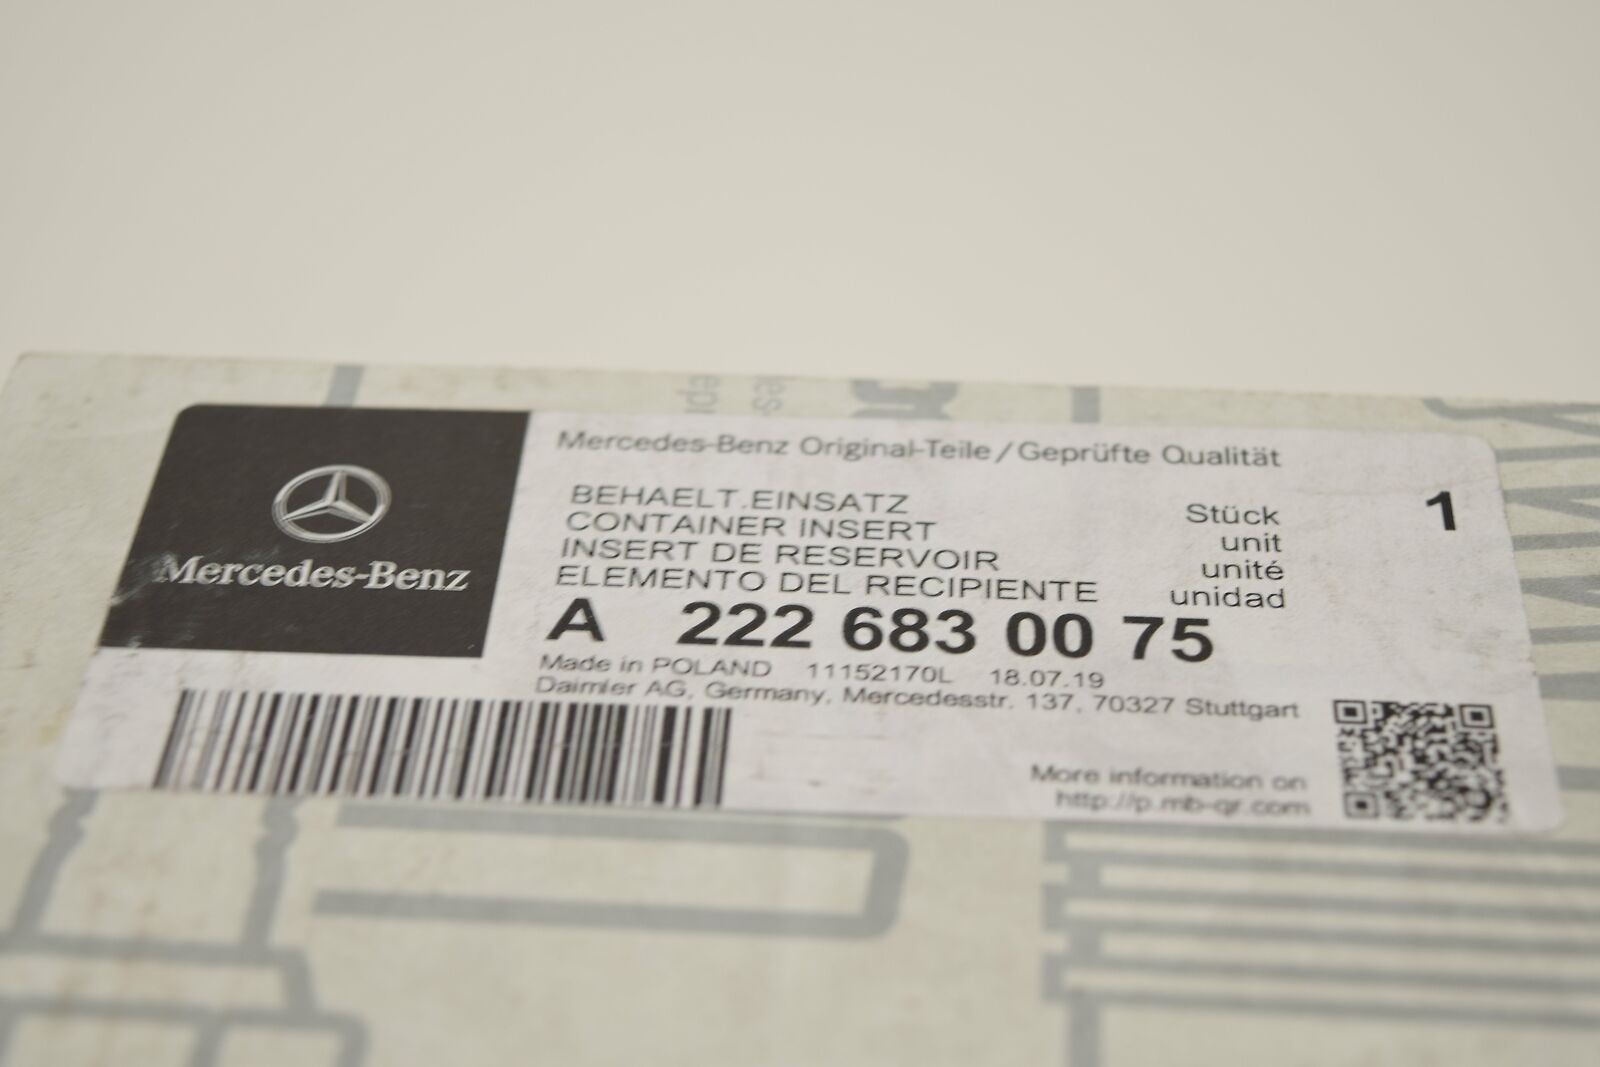 Mercedes-Benz
Mercedes-Benz Original-Teile / Geprüfte Qualität
BEHAELT.EINSATZ
CONTAINER INSERT
INSERT DE RESERVOIR
ELEMENTO DEL RECIPIENTE
Stück
unit
unité
unidad
1
A 222 683 00 75
Made in POLAND 11152170L 18.07.19
Daimler AG, Germany, Mercedesstr. 137, 70327 Stuttgart
More information on
http://p.mb-qr.com